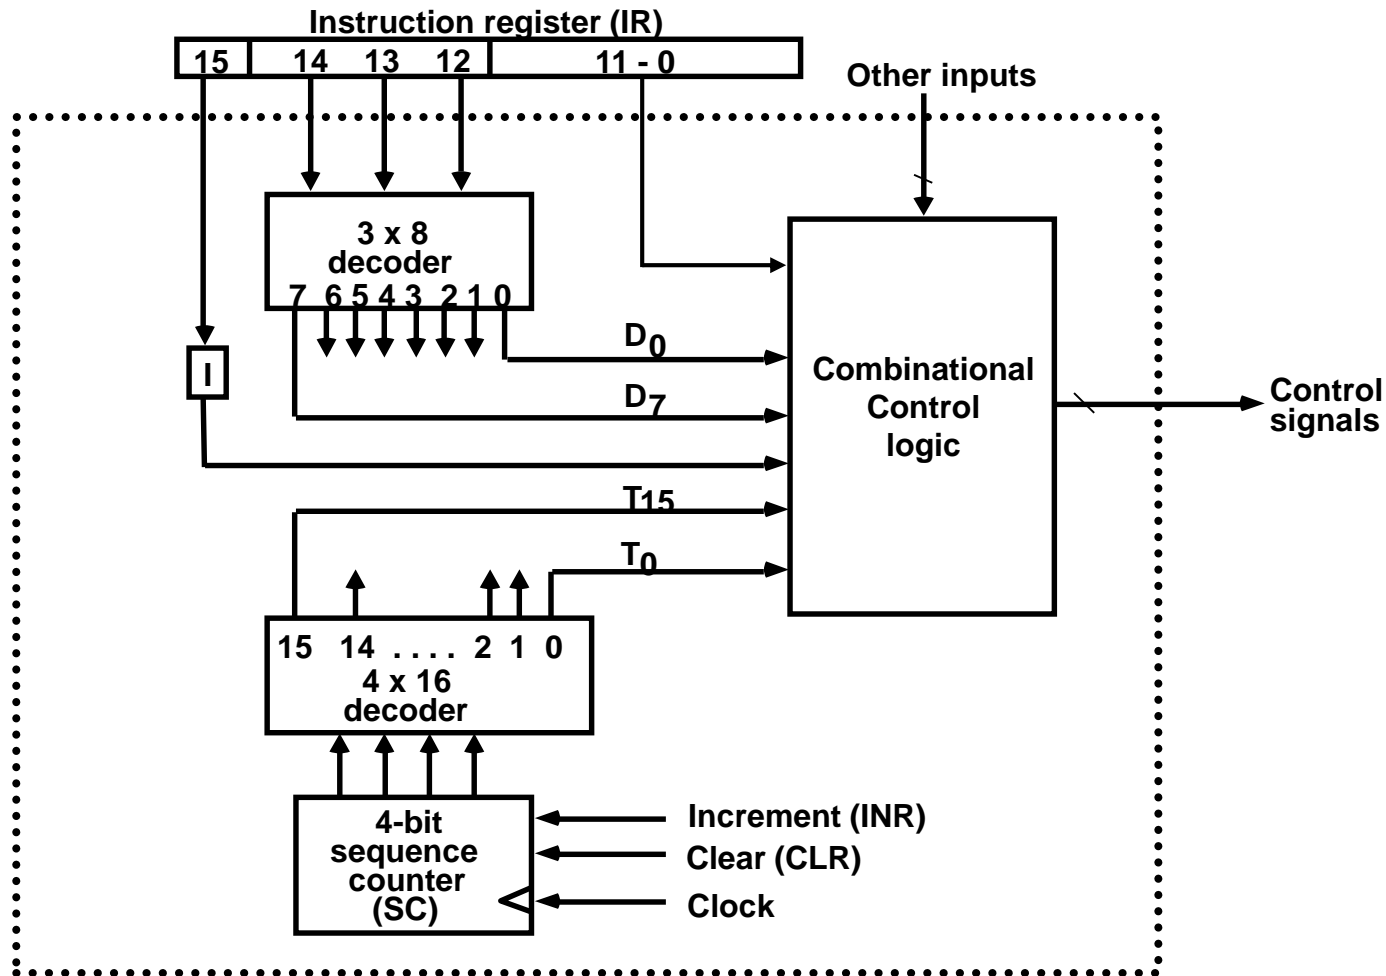 Instruction register (IR)
15 14 13 12 11 - 0
Other inputs
3 x 8
decoder
7 6 5 4 3 2 1 0
D0
I
D7
Combinational
Control
logic
Control
signals
T15
T0
15 14 . . . . 2 1 0
4 x 16
decoder
4-bit
sequence
counter
(SC)
Increment (INR)
Clear (CLR)
Clock